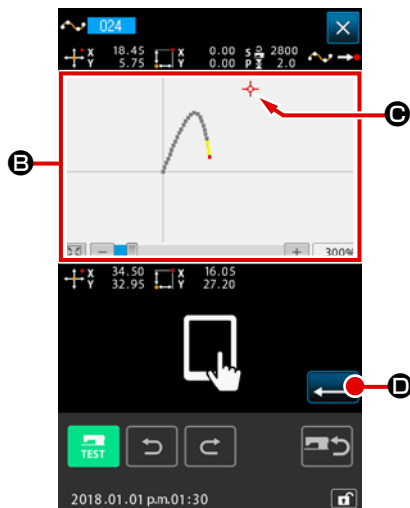 024
X 18.45 X 0.00 S 2800
Y 5.75 Y 0.00 P 2.0
C
B
300%
X 34.50 X 16.05
Y 32.95 Y 27.20
D
TEST
2018.01.01 p.m.01:30